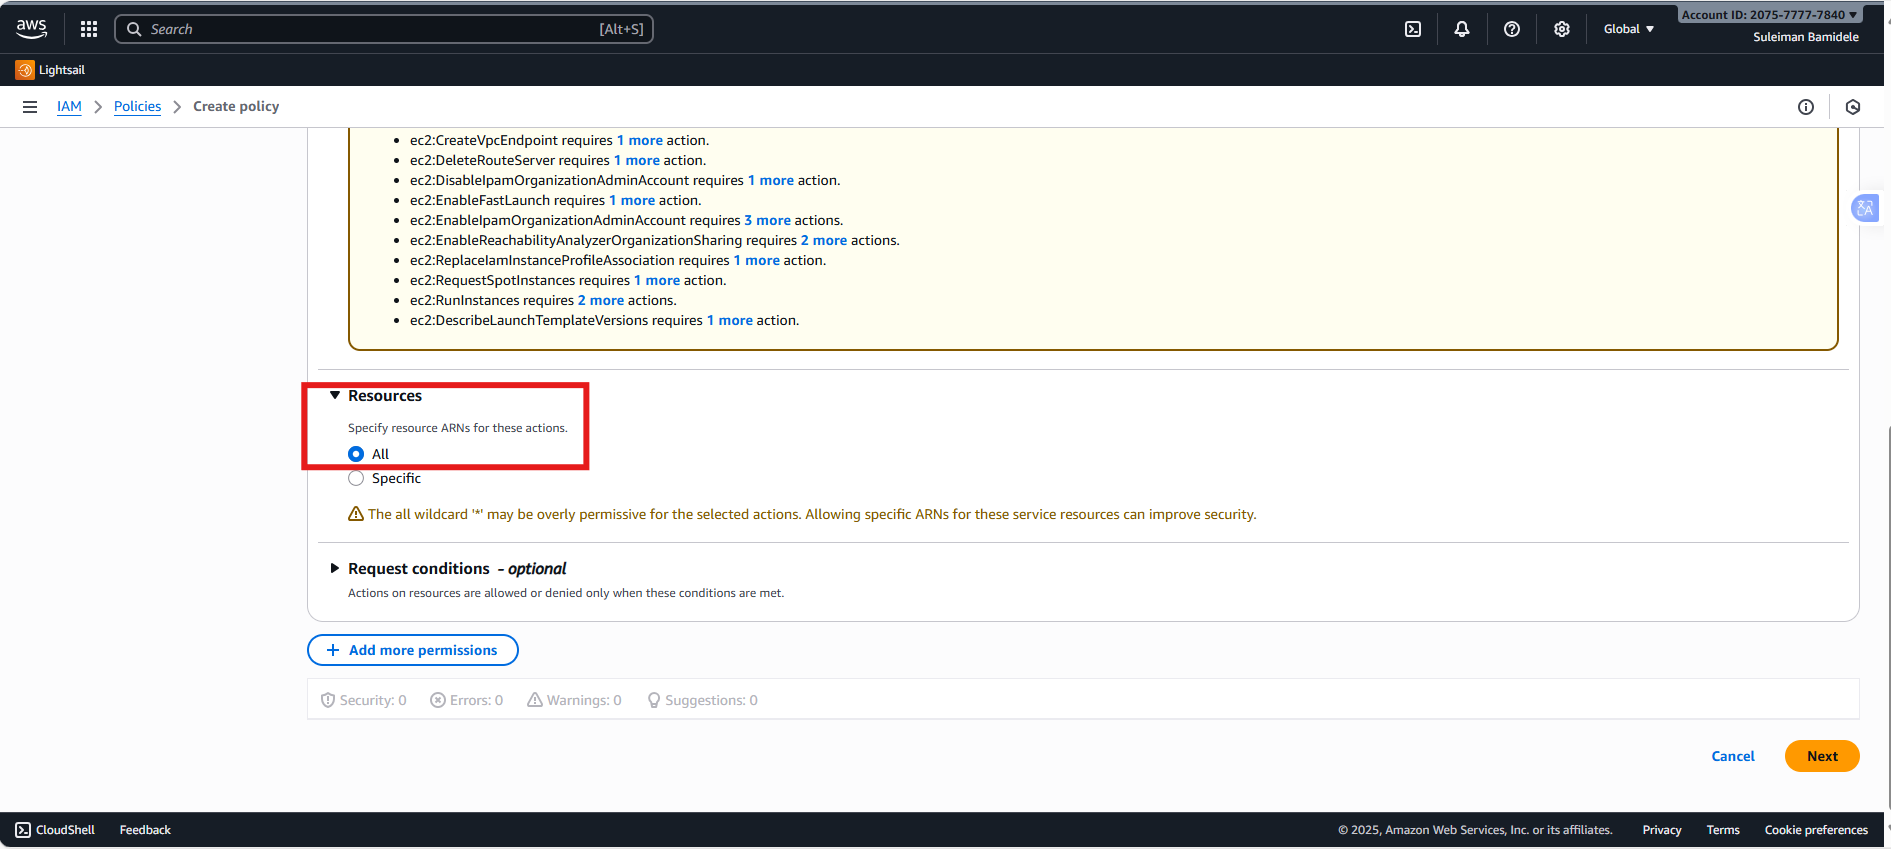 aws
Search [Alt+S]
Global
Account ID: 2075-7777-7840
Suleiman Bamidele
Lightsail
IAM Policies Create policy
ec2:CreateVpcEndpoint requires 1 more action.
ec2:DeleteRouteServer requires 1 more action.
ec2:DisableIpamOrganizationAdminAccount requires 1 more action.
ec2:EnableFastLaunch requires 1 more action.
ec2:EnableIpamOrganizationAdminAccount requires 3 more actions.
ec2:EnableReachabilityAnalyzerOrganizationSharing requires 2 more actions.
ec2:ReplaceIamInstanceProfileAssociation requires 1 more action.
ec2:RequestSpotInstances requires 1 more action.
ec2:RunInstances requires 2 more actions.
ec2:DescribeLaunchTemplateVersions requires 1 more action.
Resources
Specify resource ARNs for these actions.
All
Specific
The all wildcard '*' may be overly permissive for the selected actions. Allowing specific ARNs for these service resources can improve security.
Request conditions - optional
Actions on resources are allowed or denied only when these conditions are met.
+ Add more permissions
Security: 0 Errors: 0 Warnings: 0 Suggestions: 0
Cancel Next
CloudShell Feedback © 2025, Amazon Web Services, Inc. or its affiliates. Privacy Terms Cookie preferences